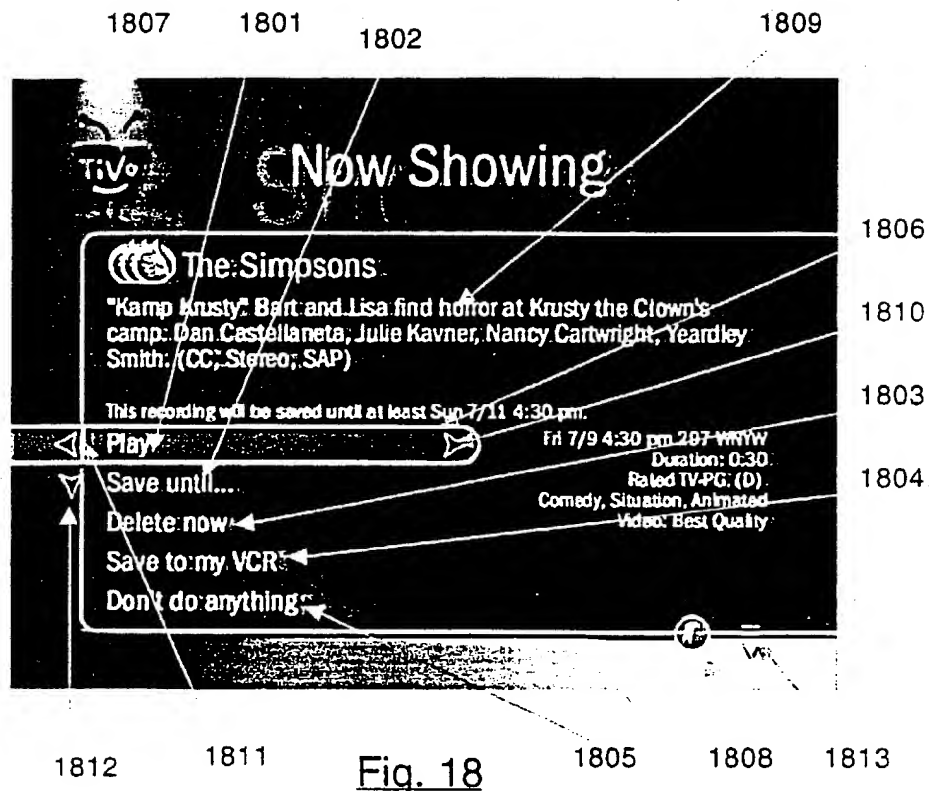 1807 1801 1802 1809
TiVo
Now Showing
1806
The Simpsons
"Kamp Krusty" Bart and Lisa find horror at Krusty the Clown's
1810
camp. Dan Castellaneta, Julie Kavner, Nancy Cartwright, Yeardley
Smith. (CC, Stereo, SAP)
1803
This recording will be saved until at least Sun 7/11 4:30 pm.
Play
Fri 7/9 4:30 pm 287 WNYW
Duration: 0:30
Save until...
Rated TV-PG, (D)
1804
Comedy, Situation, Animated
Delete now
Video: Best Quality
Save to my VCR
Don't do anything
1812 1811 1805 1808 1813
Fig. 18